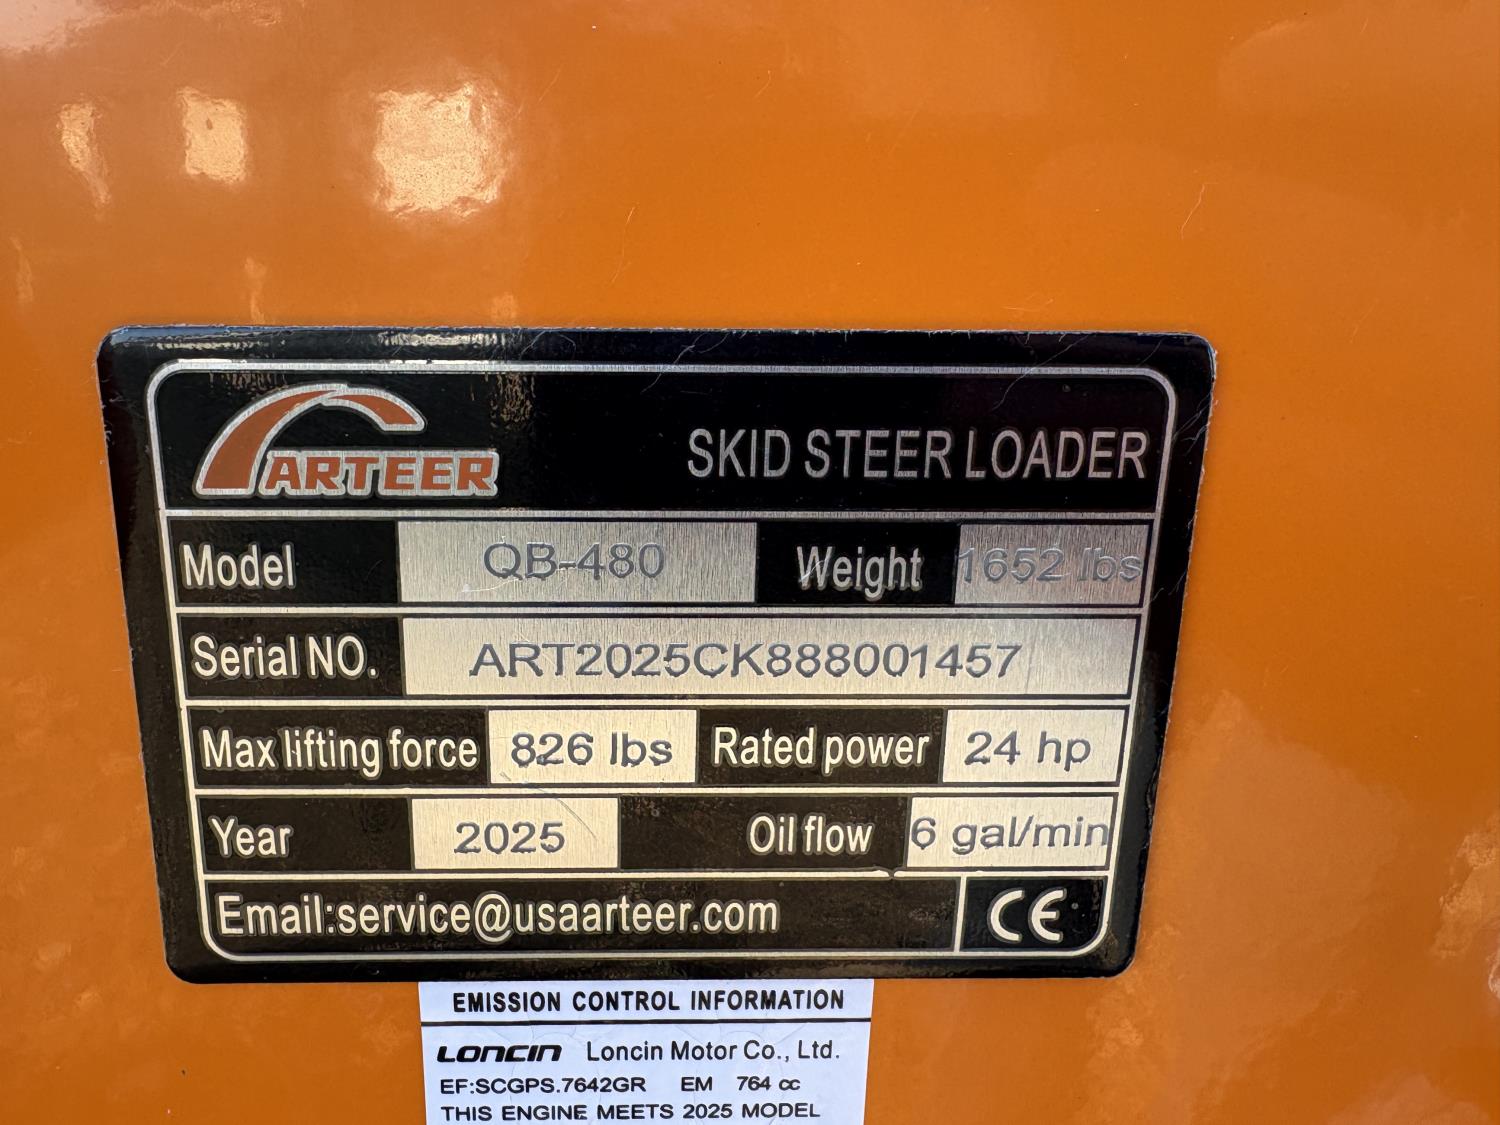 ARTEER SKID STEER LOADER
Model QB-480 Weight 1652 lbs
Serial NO. ART2025CK888001457
Max lifting force 826 lbs Rated power 24 hp
Year 2025 Oil flow 6 gal/min
Email:service@usaarteer.com CE
EMISSION CONTROL INFORMATION
LONCIN Loncin Motor Co., Ltd.
EF:SCGPS.7642GR EM 764 cc
THIS ENGINE MEETS 2025 MODEL